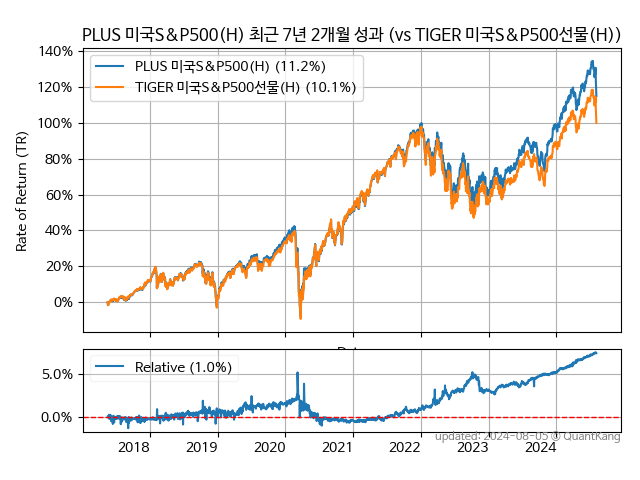 PLUS 미국S&P500(H) 최근 7년 2개월 성과 (vs TIGER 미국S&P500선물(H))
140%
120%
100%
80%
60%
40%
20%
0%
Rate of Return (TR)
PLUS 미국S&P500(H) (11.2%)
TIGER 미국S&P500선물(H) (10.1%)
5.0%
0.0%
Relative (1.0%)
2018 2019 2020 2021 2022 2023 2024
updated: 2024-08-05 © QuantKang